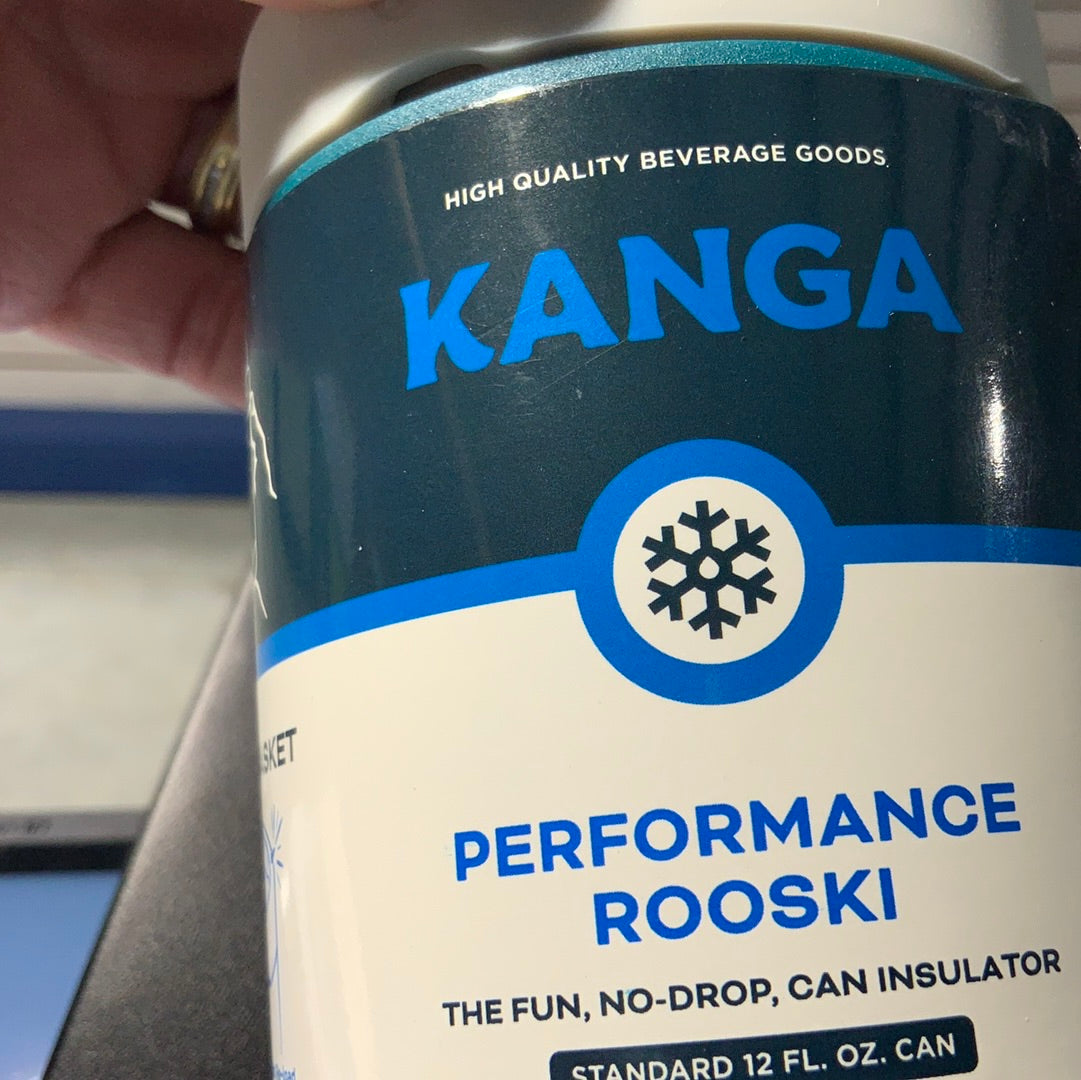 HIGH QUALITY BEVERAGE GOODS
KANGA
PERFORMANCE
ROOSKI
THE FUN, NO-DROP, CAN INSULATOR
STANDARD 12 FL. OZ. CAN